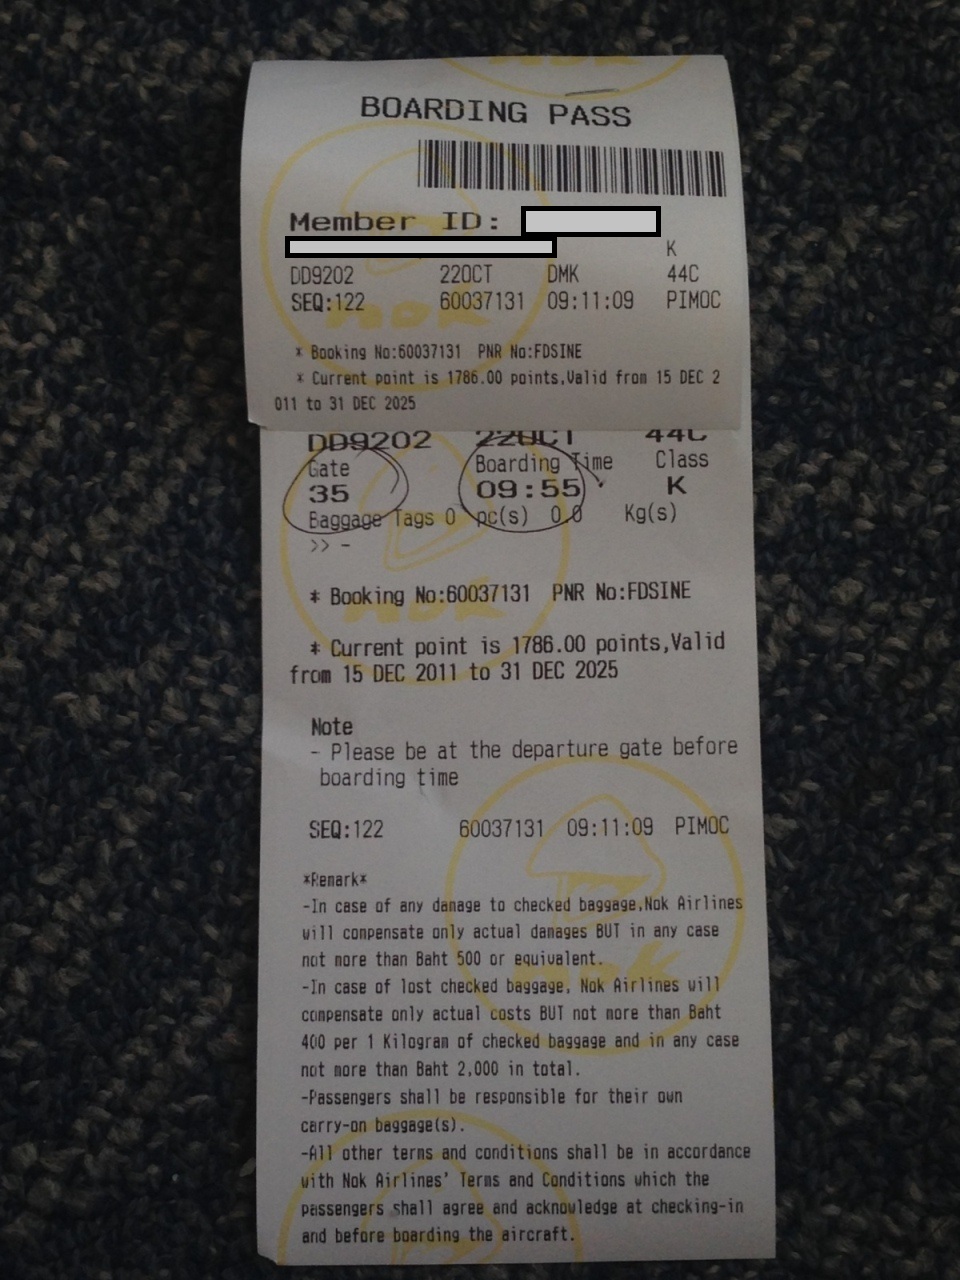 BOARDING PASS
Member ID:
K
DD9202 22OCT DMK 44C
SEQ:122 60037131 09:11:09 PIMOC
* Booking No:60037131 PNR No:FDSINE
* Current point is 1786.00 points,Valid from 15 DEC 2
011 to 31 DEC 2025
DD9202 22OCT 44C
Gate Boarding Time Class
35 09:55 K
Baggage Tags 0 pc(s) 0.0 Kg(s)
>> -
* Booking No:60037131 PNR No:FDSINE
* Current point is 1786.00 points,Valid
from 15 DEC 2011 to 31 DEC 2025
Note
- Please be at the departure gate before
boarding time
SEQ:122 60037131 09:11:09 PIMOC
*Remark*
-In case of any damage to checked baggage,Nok Airlines
will compensate only actual damages BUT in any case
not more than Baht 500 or equivalent.
-In case of lost checked baggage, Nok Airlines will
compensate only actual costs BUT not more than Baht
400 per 1 Kilogram of checked baggage and in any case
not more than Baht 2,000 in total.
-Passengers shall be responsible for their own
carry-on baggage(s).
-All other terms and conditions shall be in accordance
with Nok Airlines' Terms and Conditions which the
passengers shall agree and acknowledge at checking-in
and before boarding the aircraft.